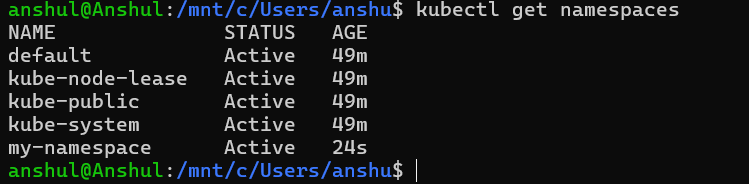 anshul@Anshul:/mnt/c/Users/anshu$ kubectl get namespaces
NAME              STATUS   AGE
default           Active   49m
kube-node-lease   Active   49m
kube-public       Active   49m
kube-system       Active   49m
my-namespace      Active   24s
anshul@Anshul:/mnt/c/Users/anshu$